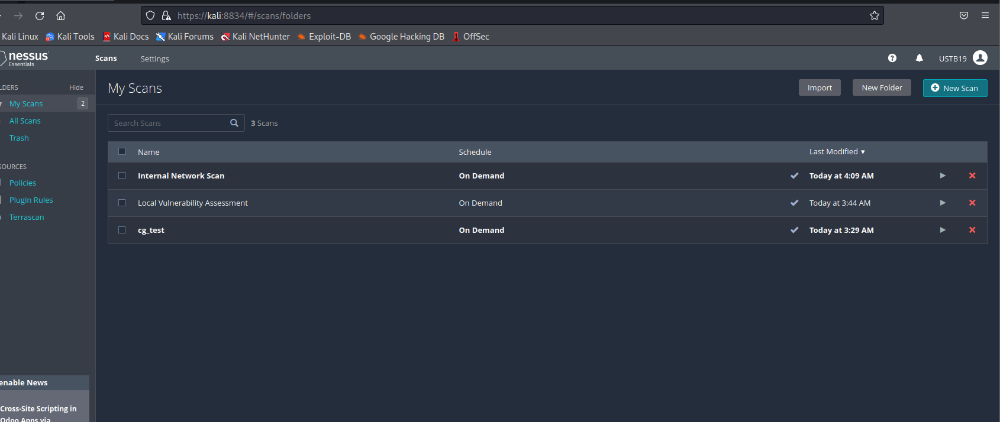 https://kali:8834/#/scans/folders
Kali Linux Kali Tools Kali Docs Kali Forums Kali NetHunter Exploit-DB Google Hacking DB OffSec
nessus
Essentials
Scans Settings USTB19
LDERS Hide
My Scans 2
All Scans
Trash
SOURCES
Policies
Plugin Rules
Terrascan
enable News
Cross-Site Scripting in
Odoo Apps via
My Scans Import New Folder New Scan
Search Scans 3 Scans
Name Schedule Last Modified
Internal Network Scan On Demand Today at 4:09 AM
Local Vulnerability Assessment On Demand Today at 3:44 AM
cg_test On Demand Today at 3:29 AM